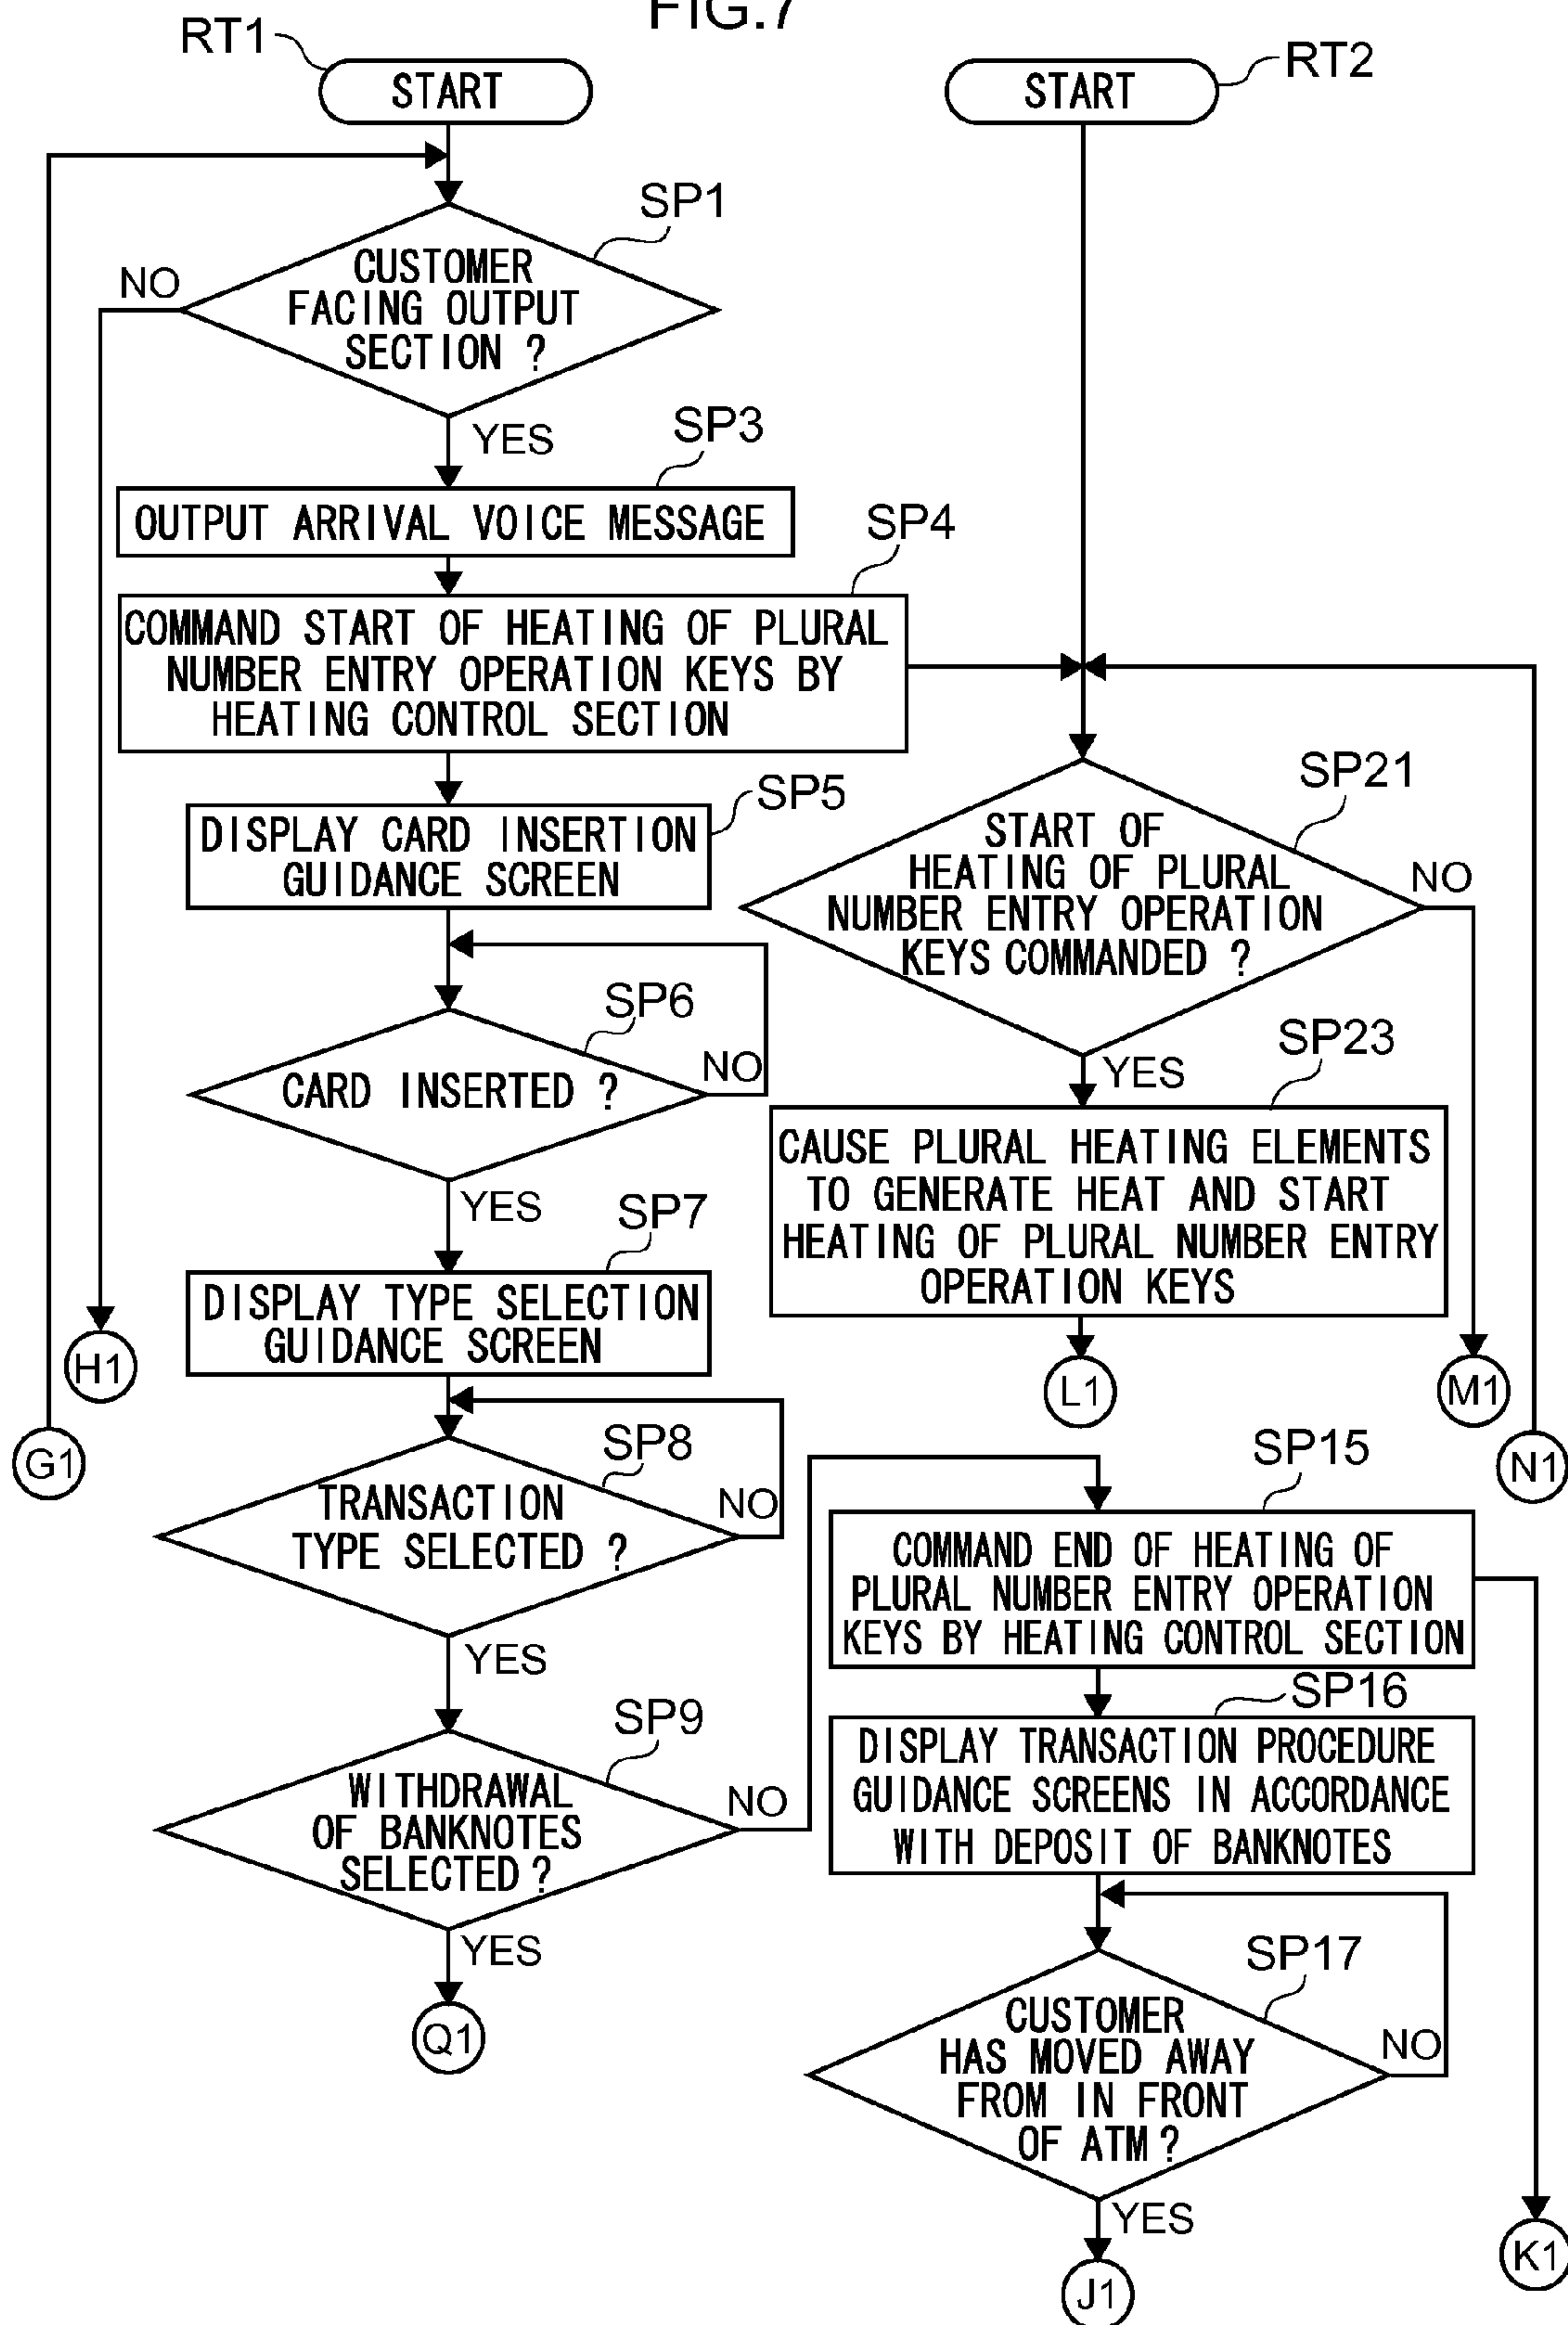 FIG.7
RT1
START
RT2
START
SP1
CUSTOMER
FACING OUTPUT
SECTION ?
NO
YES
SP3
OUTPUT ARRIVAL VOICE MESSAGE
SP4
COMMAND START OF HEATING OF PLURAL
NUMBER ENTRY OPERATION KEYS BY
HEATING CONTROL SECTION
SP5
DISPLAY CARD INSERTION
GUIDANCE SCREEN
SP6
CARD INSERTED ?
NO
YES
SP7
DISPLAY TYPE SELECTION
GUIDANCE SCREEN
H1
G1
SP8
TRANSACTION
TYPE SELECTED ?
NO
YES
SP9
WITHDRAWAL
OF BANKNOTES
SELECTED ?
NO
YES
Q1
SP21
START OF
HEATING OF PLURAL
NUMBER ENTRY OPERATION
KEYS COMMANDED ?
NO
YES
SP23
CAUSE PLURAL HEATING ELEMENTS
TO GENERATE HEAT AND START
HEATING OF PLURAL NUMBER ENTRY
OPERATION KEYS
L1
M1
N1
SP15
COMMAND END OF HEATING OF
PLURAL NUMBER ENTRY OPERATION
KEYS BY HEATING CONTROL SECTION
SP16
DISPLAY TRANSACTION PROCEDURE
GUIDANCE SCREENS IN ACCORDANCE
WITH DEPOSIT OF BANKNOTES
SP17
CUSTOMER
HAS MOVED AWAY
FROM IN FRONT
OF ATM ?
NO
YES
K1
J1